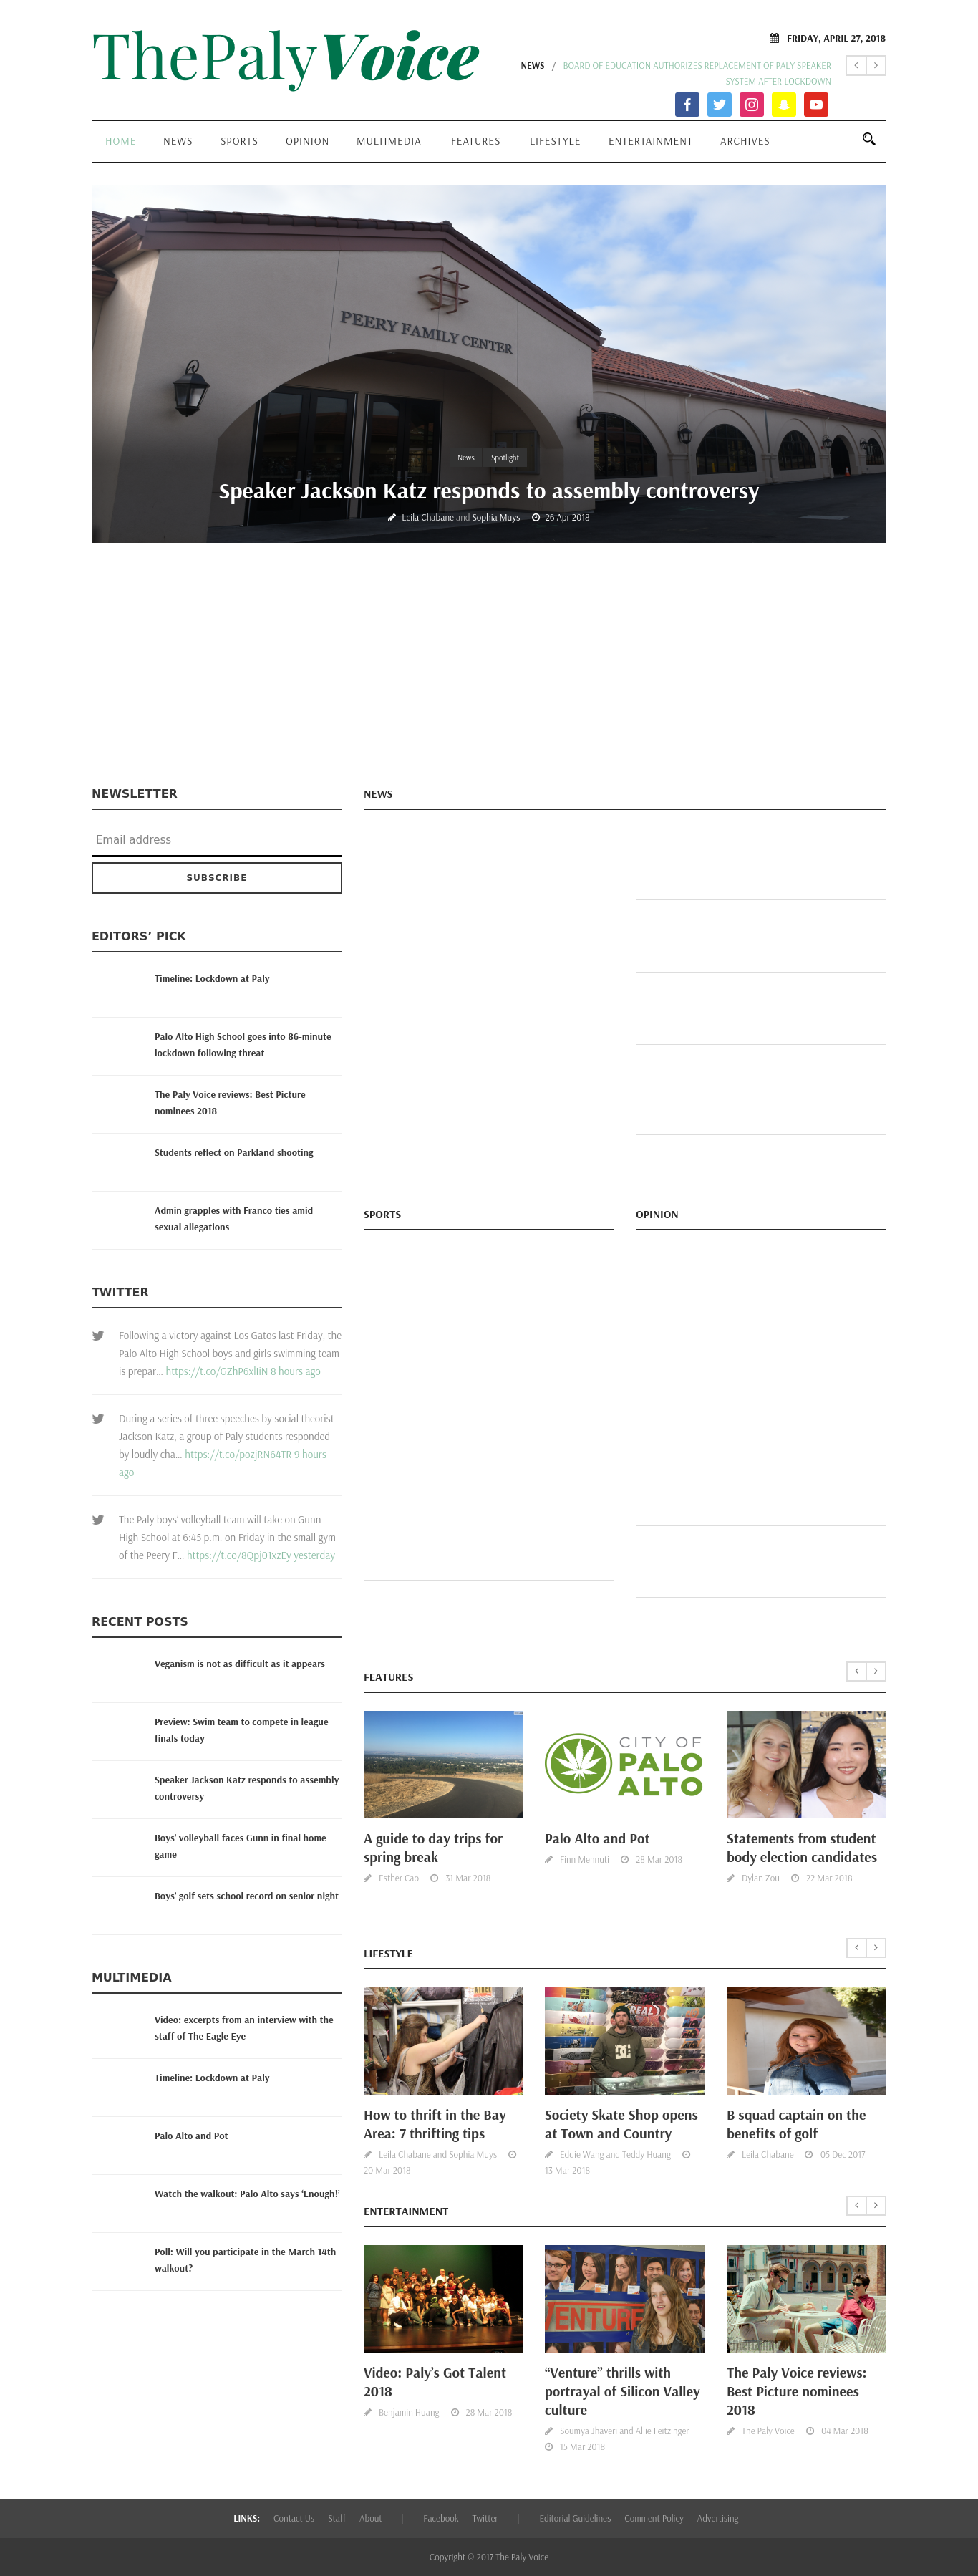 ThePalyVoice
FRIDAY, APRIL 27, 2018
NEWS / BOARD OF EDUCATION AUTHORIZES REPLACEMENT OF PALY SPEAKER
SYSTEM AFTER LOCKDOWN
HOME NEWS SPORTS OPINION MULTIMEDIA FEATURES LIFESTYLE ENTERTAINMENT ARCHIVES
PEERY FAMILY CENTER
News Spotlight
Speaker Jackson Katz responds to assembly controversy
Leila Chabane and Sophia Muys 26 Apr 2018
NEWSLETTER
Email address
SUBSCRIBE
EDITORS’ PICK
Timeline: Lockdown at Paly
Palo Alto High School goes into 86-minute
lockdown following threat
The Paly Voice reviews: Best Picture
nominees 2018
Students reflect on Parkland shooting
Admin grapples with Franco ties amid
sexual allegations
TWITTER
Following a victory against Los Gatos last Friday, the
Palo Alto High School boys and girls swimming team
is prepar... https://t.co/GZhP6xlIiN 8 hours ago
During a series of three speeches by social theorist
Jackson Katz, a group of Paly students responded
by loudly cha... https://t.co/pozjRN64TR 9 hours
ago
The Paly boys' volleyball team will take on Gunn
High School at 6:45 p.m. on Friday in the small gym
of the Peery F... https://t.co/8Qpj01xzEy yesterday
RECENT POSTS
Veganism is not as difficult as it appears
Preview: Swim team to compete in league
finals today
Speaker Jackson Katz responds to assembly
controversy
Boys’ volleyball faces Gunn in final home
game
Boys’ golf sets school record on senior night
MULTIMEDIA
Video: excerpts from an interview with the
staff of The Eagle Eye
Timeline: Lockdown at Paly
Palo Alto and Pot
Watch the walkout: Palo Alto says ‘Enough!’
Poll: Will you participate in the March 14th
walkout?
NEWS
SPORTS
OPINION
FEATURES
CITY OF
PALO
ALTO
A guide to day trips for
spring break
Esther Cao 31 Mar 2018
Palo Alto and Pot
Finn Mennuti 28 Mar 2018
Statements from student
body election candidates
Dylan Zou 22 Mar 2018
LIFESTYLE
REAL
DC
How to thrift in the Bay
Area: 7 thrifting tips
Leila Chabane and Sophia Muys
20 Mar 2018
Society Skate Shop opens
at Town and Country
Eddie Wang and Teddy Huang
13 Mar 2018
B squad captain on the
benefits of golf
Leila Chabane 05 Dec 2017
ENTERTAINMENT
VENTURE
Video: Paly’s Got Talent
2018
Benjamin Huang 28 Mar 2018
“Venture” thrills with
portrayal of Silicon Valley
culture
Soumya Jhaveri and Allie Feitzinger
15 Mar 2018
The Paly Voice reviews:
Best Picture nominees
2018
The Paly Voice 04 Mar 2018
LINKS: Contact Us Staff About | Facebook Twitter | Editorial Guidelines Comment Policy Advertising
Copyright © 2017 The Paly Voice